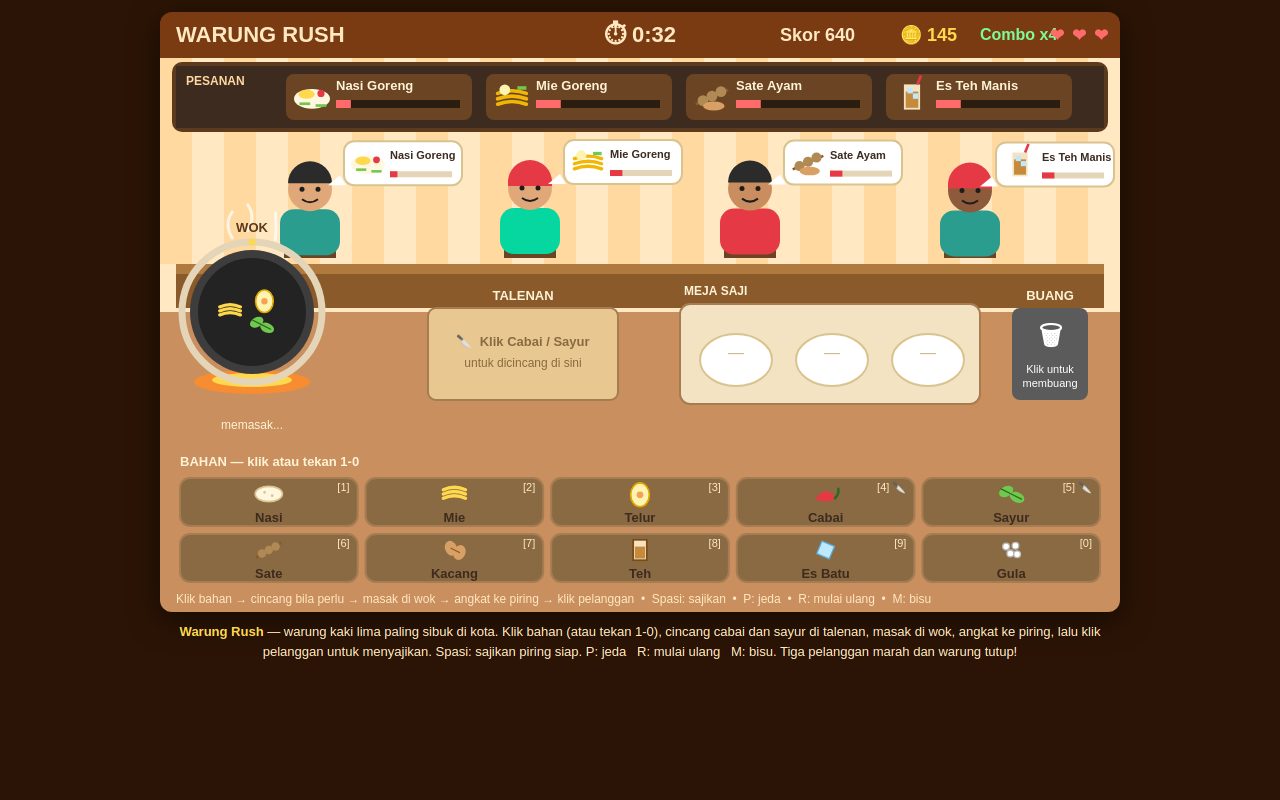 WARUNG RUSH
0:32
Skor 640
145
Combo x4
PESANAN
Nasi Goreng
Mie Goreng
Sate Ayam
Es Teh Manis
Nasi Goreng
Mie Goreng
Sate Ayam
Es Teh Manis
WOK
TALENAN
MEJA SAJI
BUANG
Klik Cabai / Sayur
untuk dicincang di sini
Klik untuk
membuang
memasak...
BAHAN — klik atau tekan 1-0
[1]
Nasi
[2]
Mie
[3]
Telur
[4]
Cabai
[5]
Sayur
[6]
Sate
[7]
Kacang
[8]
Teh
[9]
Es Batu
[0]
Gula
Klik bahan → cincang bila perlu → masak di wok → angkat ke piring → klik pelanggan • Spasi: sajikan • P: jeda • R: mulai ulang • M: bisu
Warung Rush — warung kaki lima paling sibuk di kota. Klik bahan (atau tekan 1-0), cincang cabai dan sayur di talenan, masak di wok, angkat ke piring, lalu klik
pelanggan untuk menyajikan. Spasi: sajikan piring siap. P: jeda R: mulai ulang M: bisu. Tiga pelanggan marah dan warung tutup!